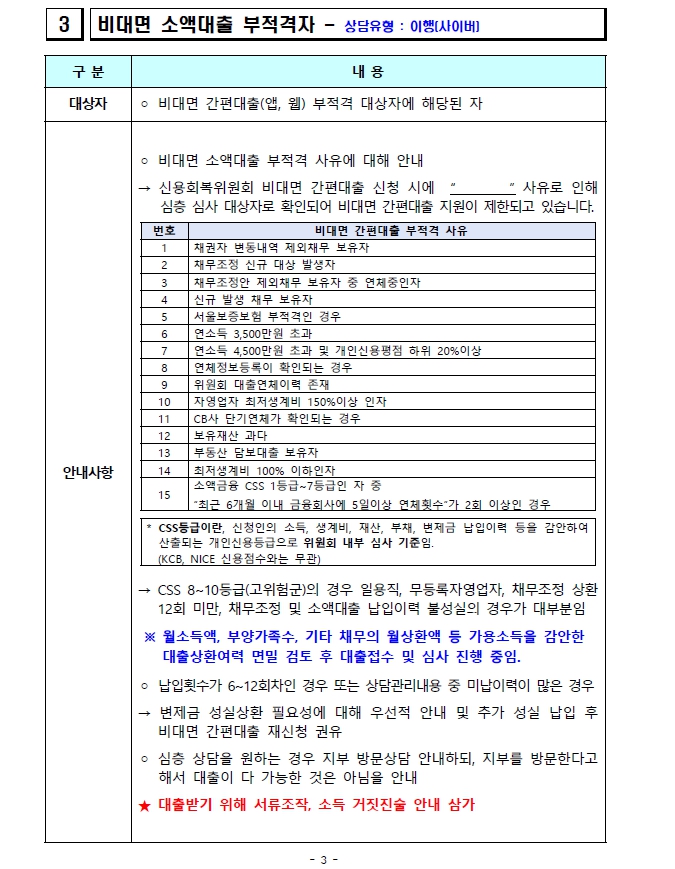 3 비대면 소액대출 부적격자 - 상담유형 : 이행[사이버]
구 분 내 용
대상자 ○ 비대면 간편대출(앱, 웹) 부적격 대상자에 해당된 자
안내사항
○ 비대면 소액대출 부적격 사유에 대해 안내
→ 신용회복위원회 비대면 간편대출 신청 시에 “________” 사유로 인해
심층 심사 대상자로 확인되어 비대면 간편대출 지원이 제한되고 있습니다.
번호 비대면 간편대출 부적격 사유
1 채권자 변동내역 제외채무 보유자
2 채무조정 신규 대상 발생자
3 채무조정안 제외채무 보유자 중 연체중인자
4 신규 발생 채무 보유자
5 서울보증보험 부적격인 경우
6 연소득 3,500만원 초과
7 연소득 4,500만원 초과 및 개인신용평점 하위 20%이상
8 연체정보등록이 확인되는 경우
9 위원회 대출연체이력 존재
10 자영업자 최저생계비 150%이상 인자
11 CB사 단기연체가 확인되는 경우
12 보유재산 과다
13 부동산 담보대출 보유자
14 최저생계비 100% 이하인자
15 소액금융 CSS 1등급~7등급인 자 중
“최근 6개월 이내 금융회사에 5일이상 연체횟수”가 2회 이상인 경우
* CSS등급이란, 신청인의 소득, 생계비, 재산, 부채, 변제금 납입이력 등을 감안하여
산출되는 개인신용등급으로 위원회 내부 심사 기준임.
(KCB, NICE 신용점수와는 무관)
→ CSS 8~10등급(고위험군)의 경우 일용직, 무등록자영업자, 채무조정 상환
12회 미만, 채무조정 및 소액대출 납입이력 불성실의 경우가 대부분임
※ 월소득액, 부양가족수, 기타 채무의 월상환액 등 가용소득을 감안한
대출상환여력 면밀 검토 후 대출접수 및 심사 진행 중임.
○ 납입횟수가 6~12회차인 경우 또는 상담관리내용 중 미납이력이 많은 경우
→ 변제금 성실상환 필요성에 대해 우선적 안내 및 추가 성실 납입 후
비대면 간편대출 재신청 권유
○ 심층 상담을 원하는 경우 지부 방문상담 안내하되, 지부를 방문한다고
해서 대출이 다 가능한 것은 아님을 안내
★ 대출받기 위해 서류조작, 소득 거짓진술 안내 삼가
- 3 -